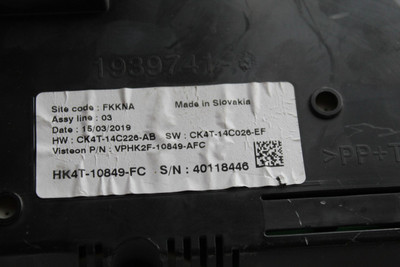 Site code : FKKNA Made in Slovakia
Assy line : 03
Date : 15/03/2019
HW : CK4T-14C226-AB SW : CK4T-14C026-EF
Visteon P/N : VPHK2F-10849-AFC
HK4T-10849-FC S/N : 40118446
>PP+T